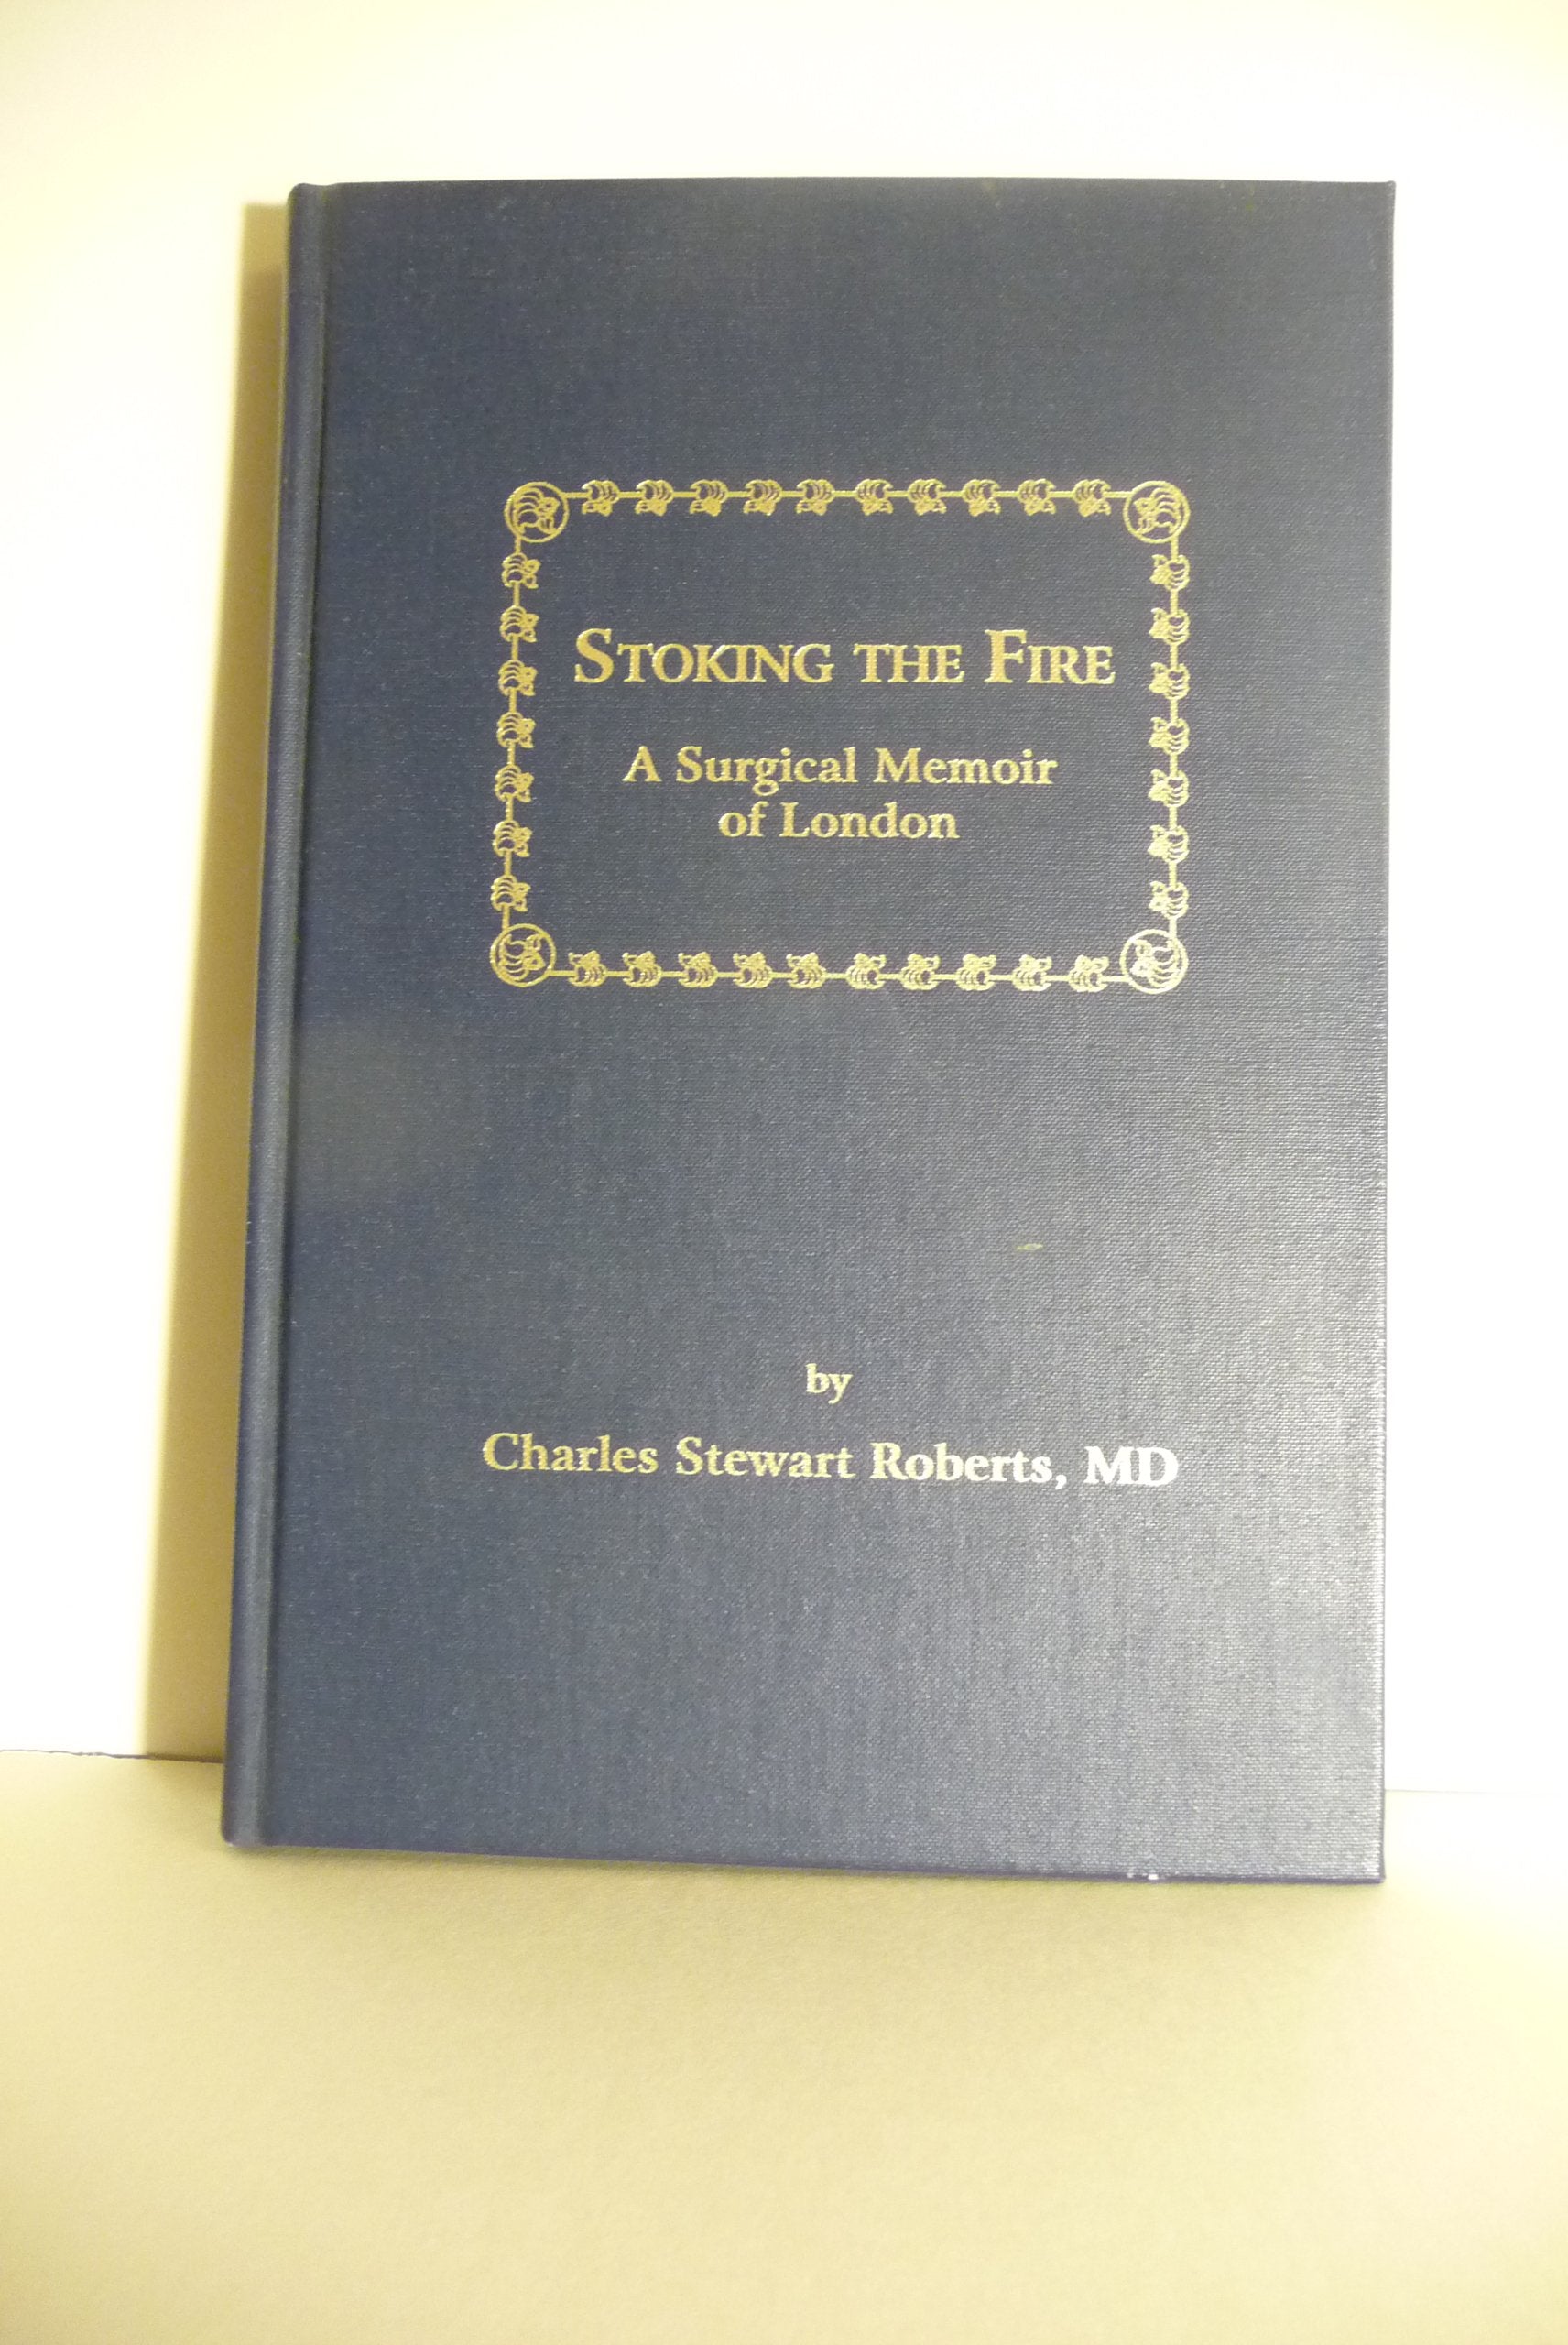 STOKING THE FIRE
A Surgical Memoir
of London
by
Charles Stewart Roberts, MD